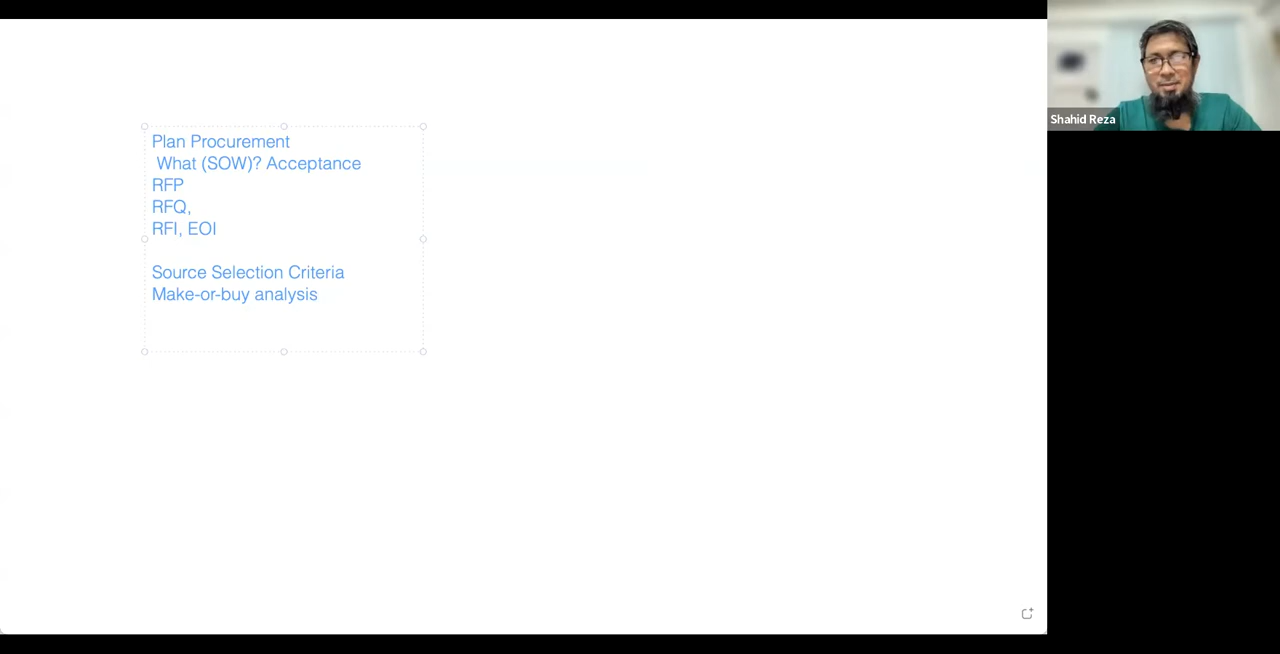 Plan Procurement
What (SOW)? Acceptance
RFP
RFQ,
RFI, EOI
Source Selection Criteria
Make-or-buy analysis
Shahid Reza